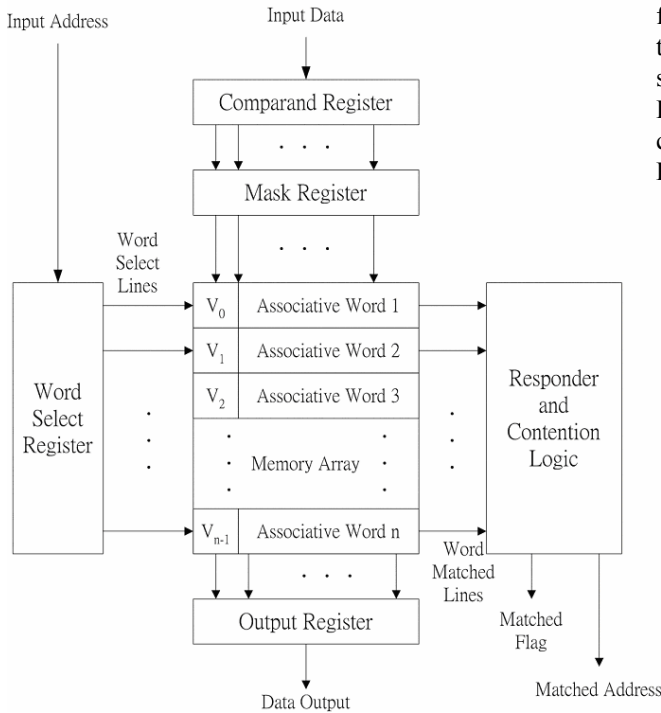 Input Address
Input Data
Comparand Register
. . .
Mask Register
. . .
Word
Select
Lines
V0 Associative Word 1
V1 Associative Word 2
V2 Associative Word 3
Memory Array
Vn-1 Associative Word n
Word
Select
Register
Responder
and
Contention
Logic
Word
Matched
Lines
. . .
Output Register
Data Output
Matched
Flag
Matched Address